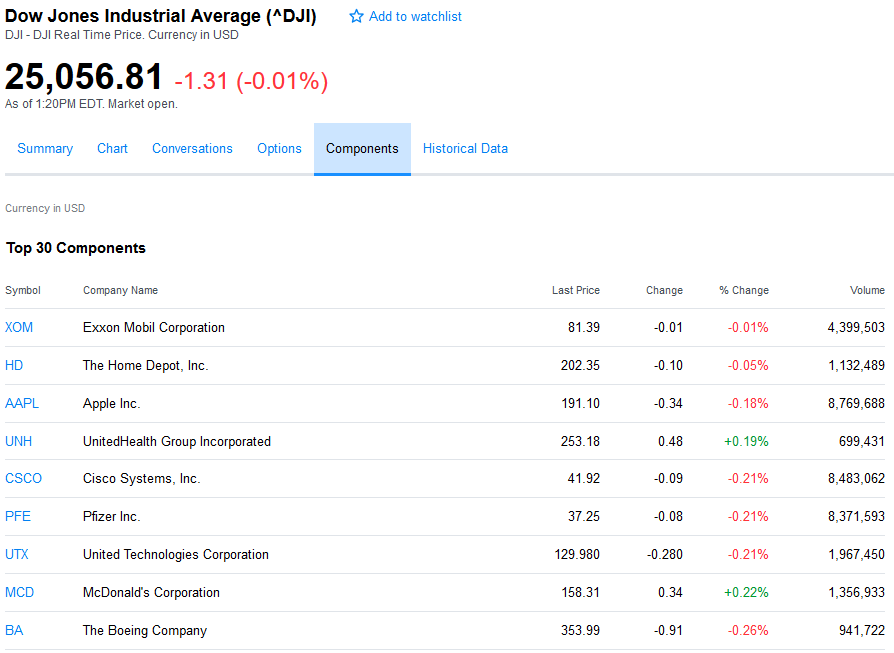 Dow Jones Industrial Average (^DJI) Add to watchlist
DJI - DJI Real Time Price. Currency in USD
25,056.81 -1.31 (-0.01%)
As of 1:20PM EDT. Market open.
Summary Chart Conversations Options Components Historical Data
Currency in USD
Top 30 Components
Symbol Company Name Last Price Change % Change Volume
XOM Exxon Mobil Corporation 81.39 -0.01 -0.01% 4,399,503
HD The Home Depot, Inc. 202.35 -0.10 -0.05% 1,132,489
AAPL Apple Inc. 191.10 -0.34 -0.18% 8,769,688
UNH UnitedHealth Group Incorporated 253.18 0.48 +0.19% 699,431
CSCO Cisco Systems, Inc. 41.92 -0.09 -0.21% 8,483,062
PFE Pfizer Inc. 37.25 -0.08 -0.21% 8,371,593
UTX United Technologies Corporation 129.980 -0.280 -0.21% 1,967,450
MCD McDonald's Corporation 158.31 0.34 +0.22% 1,356,933
BA The Boeing Company 353.99 -0.91 -0.26% 941,722